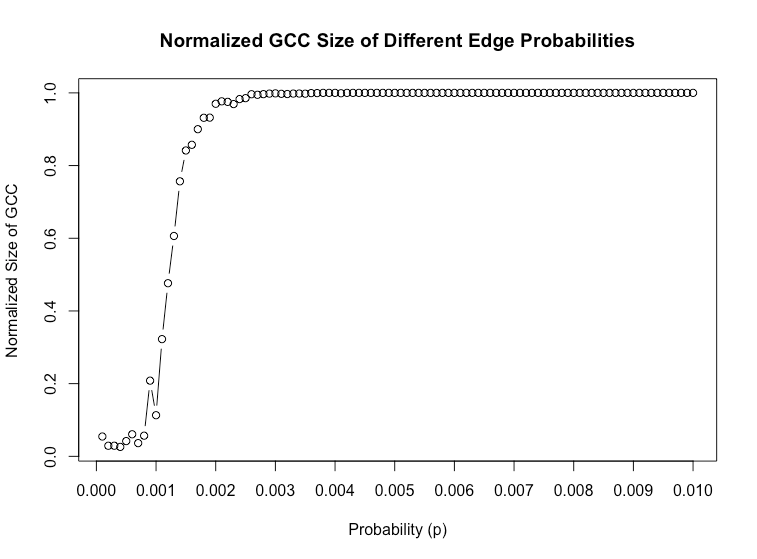 Normalized GCC Size of Different Edge Probabilities
Normalized Size of GCC
1.0
0.8
0.6
0.4
0.2
0.0
0.000 0.001 0.002 0.003 0.004 0.005 0.006 0.007 0.008 0.009 0.010
Probability (p)